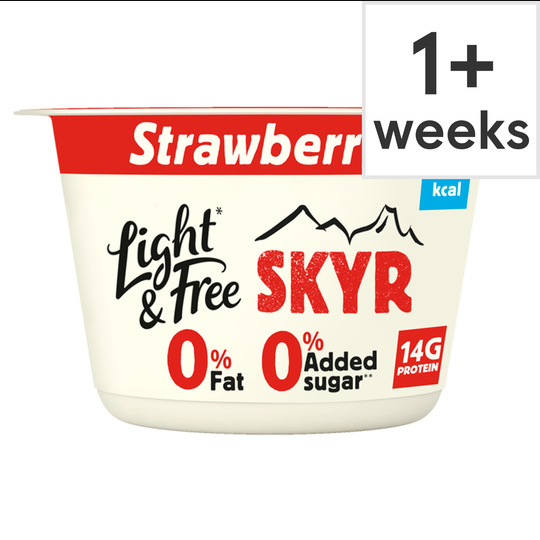 1+
weeks
Strawberr
kcal
Light*
& Free
SKYR
0% Fat
0% Added
sugar**
14G
PROTEIN